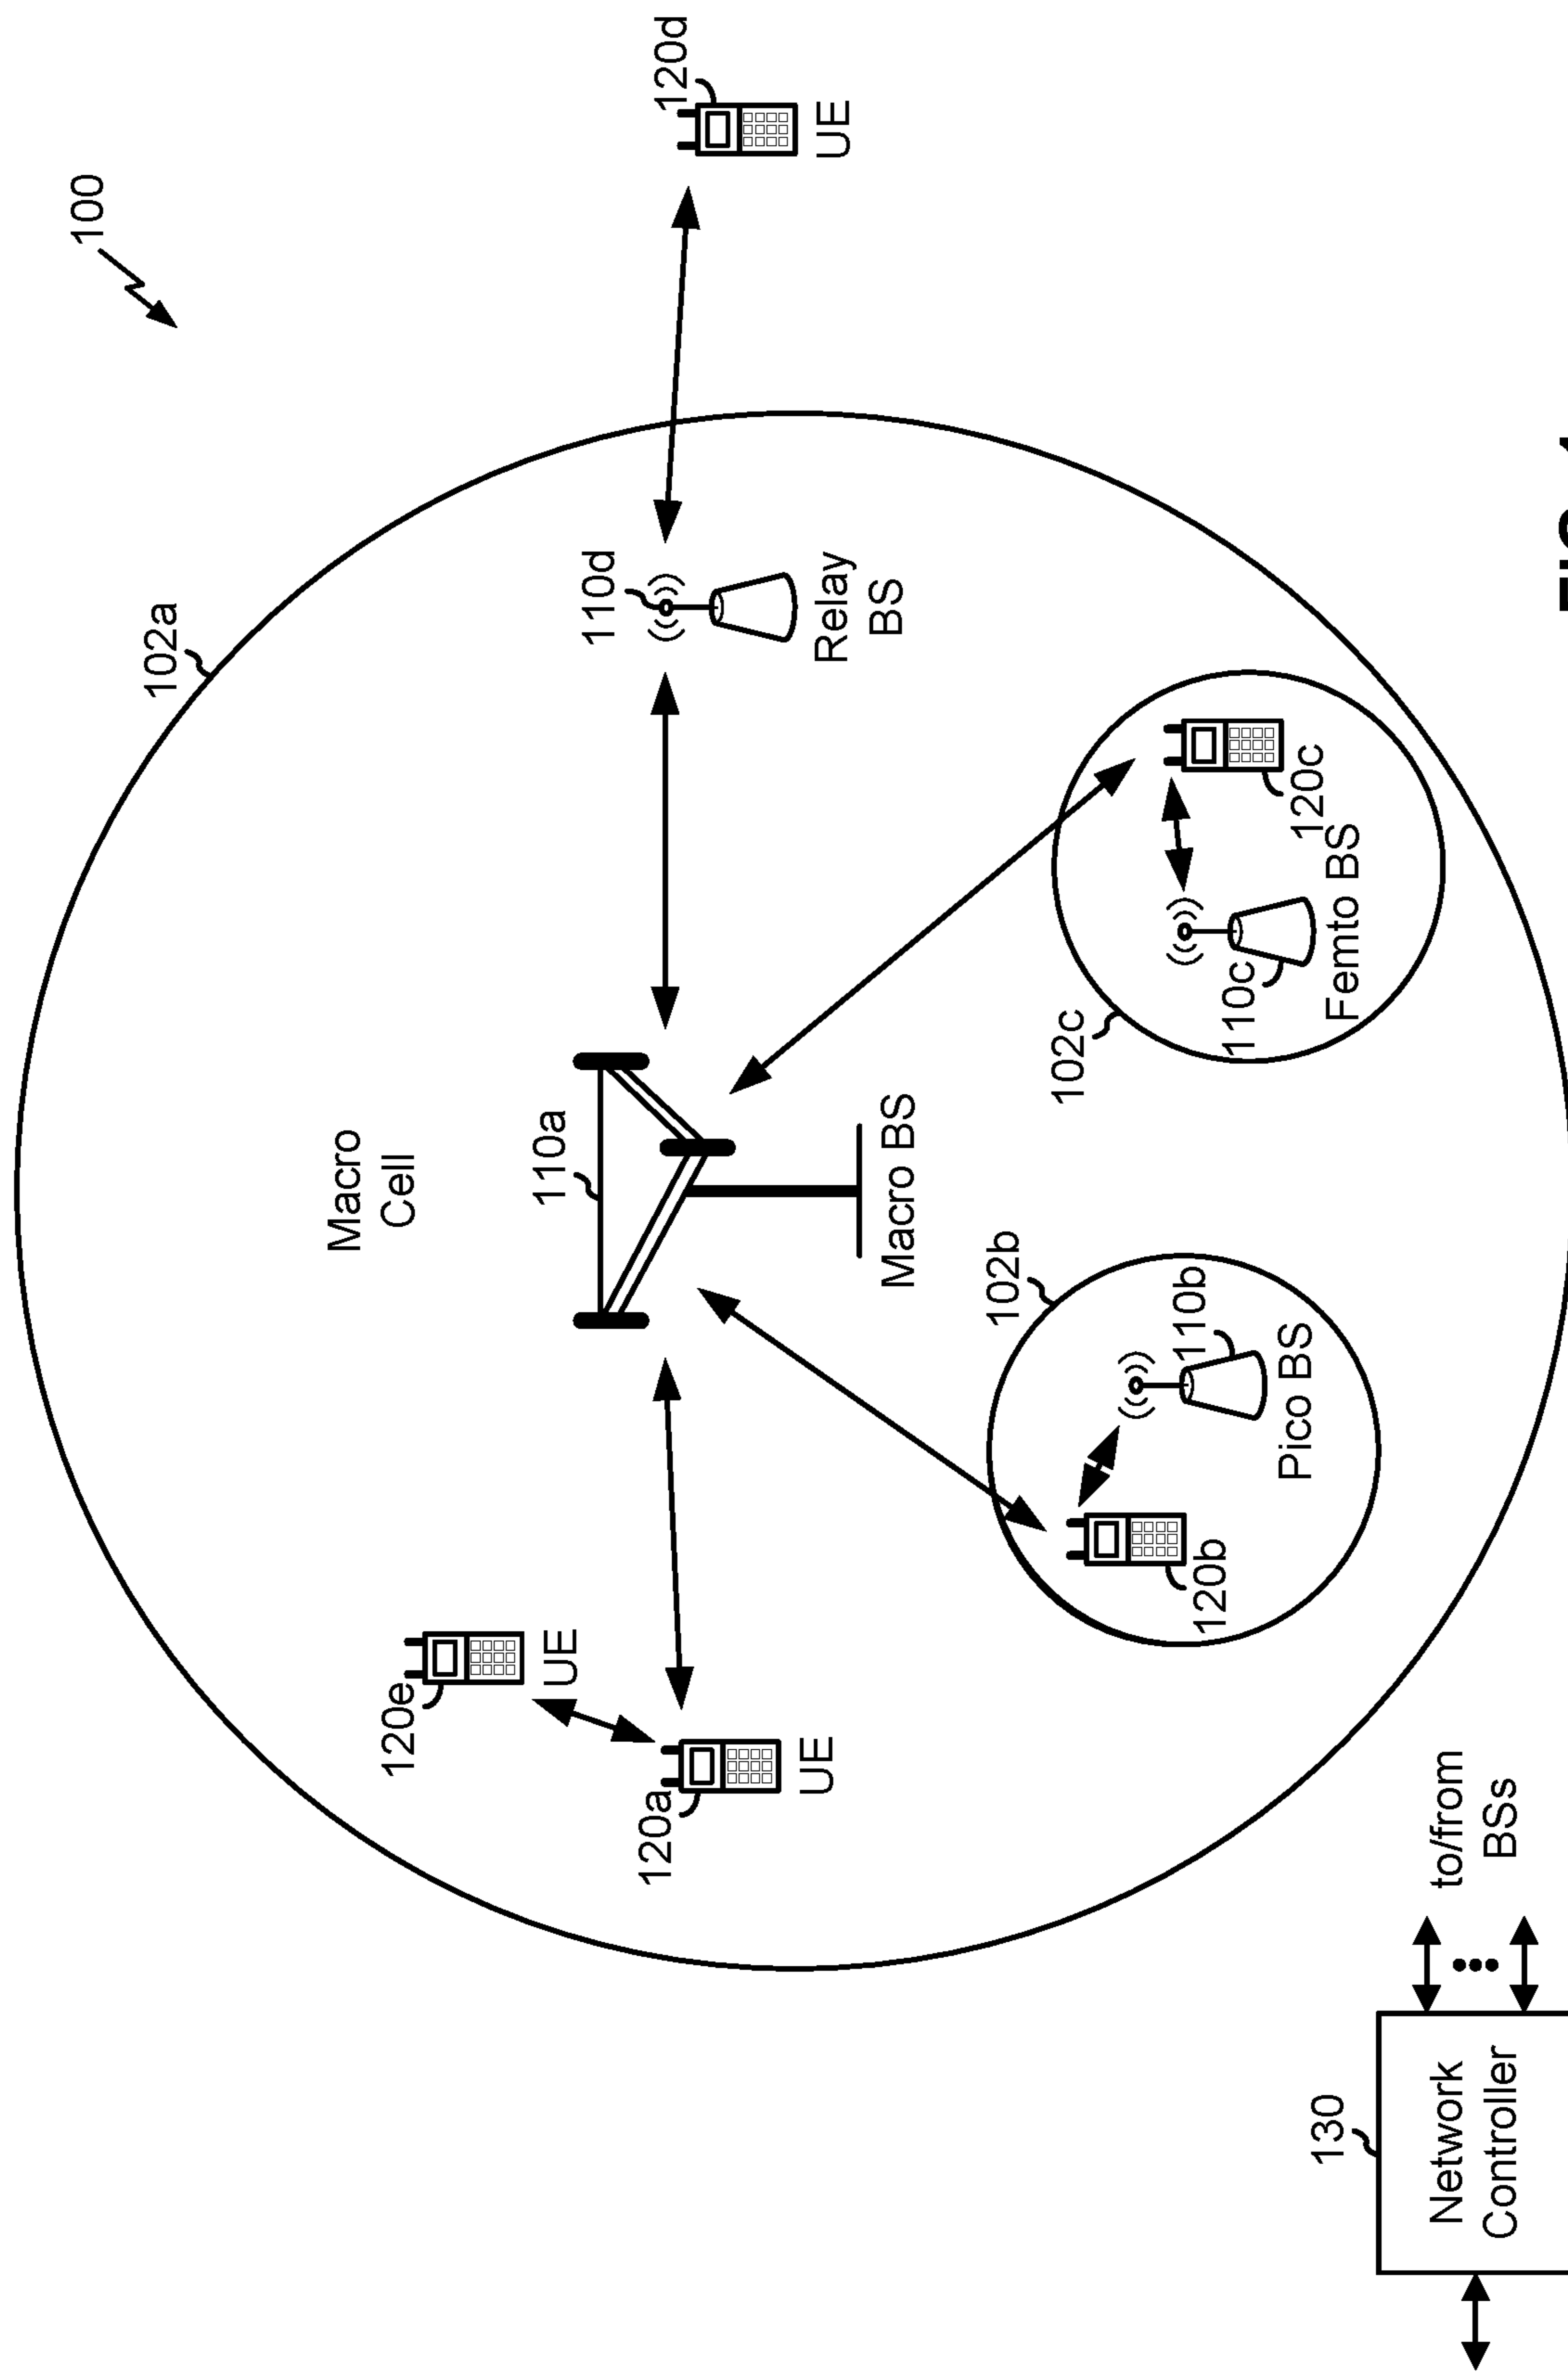 100
102a
Macro
Cell
120e
UE
110a
110d
120d
UE
Relay
BS
120a
UE
Macro BS
102b
110b
Pico BS
120b
102c
110c
120c
Femto BS
130
Network
Controller
to/from
BSs